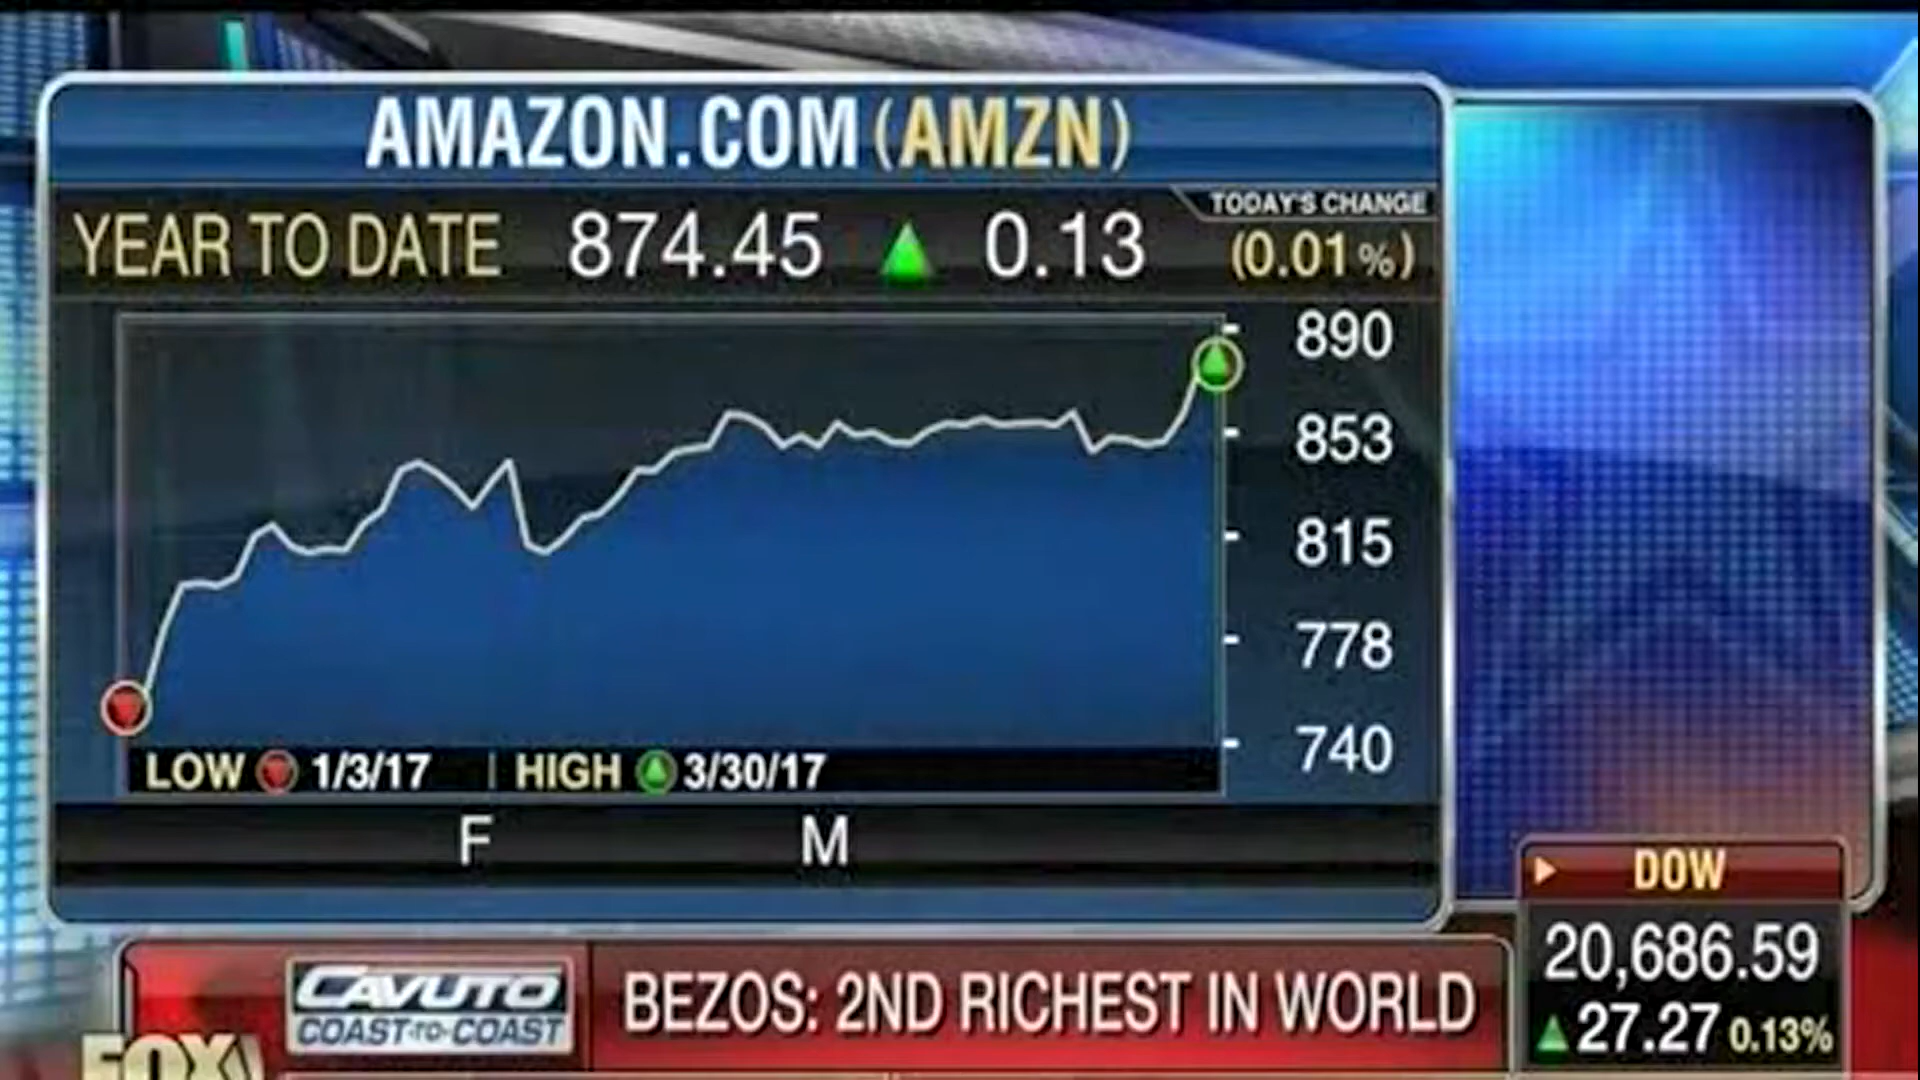 AMAZON.COM (AMZN)
TODAY'S CHANGE
YEAR TO DATE 874.45 ▲ 0.13 (0.01%)
890
853
815
778
740
LOW 1/3/17 | HIGH 3/30/17
F M
DOW
20,686.59
▲ 27.27 0.13%
CAVUTO
COAST-TO-COAST
BEZOS: 2ND RICHEST IN WORLD
FOX